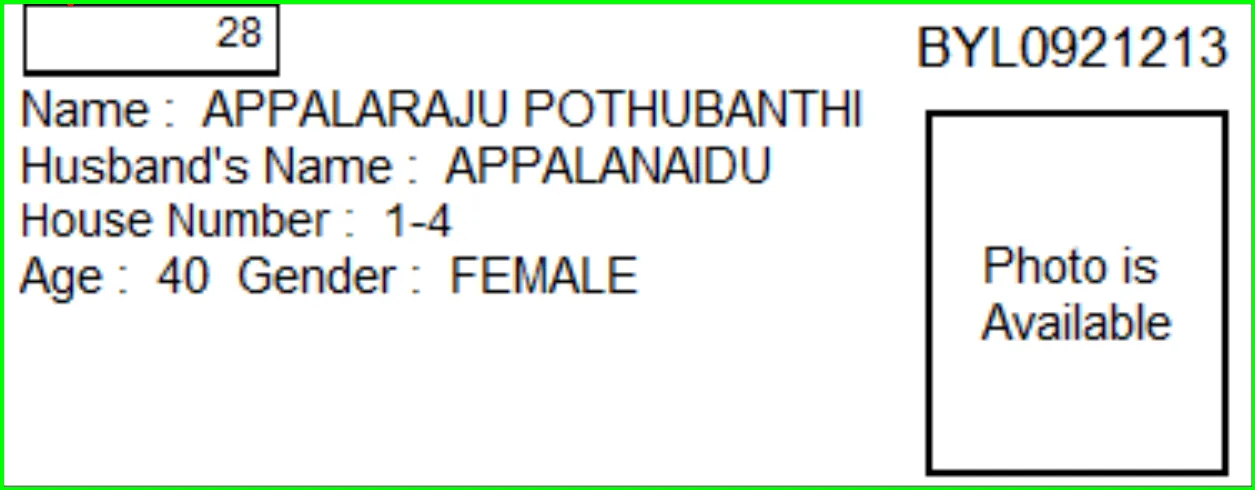 28
BYL0921213
Name : APPALARAJU POTHUBANTHI
Husband's Name : APPALANAIDU
House Number : 1-4
Age : 40 Gender : FEMALE
Photo is
Available